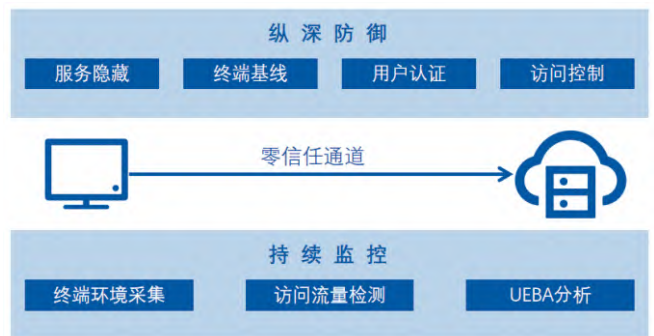 纵深防御
服务隐藏 终端基线 用户认证 访问控制
零信任通道
持续监控
终端环境采集 访问流量检测 UEBA分析